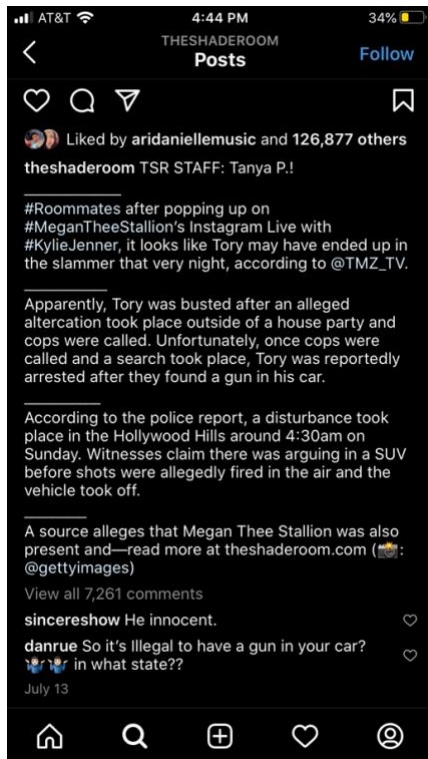 AT&T 4:44 PM 34%
THESHADEROOM
Posts
Follow
Liked by aridaniellemusic and 126,877 others
theshaderoom TSR STAFF: Tanya P.!
______________
#Roommates after popping up on
#MeganTheeStallion's Instagram Live with
#KylieJenner, it looks like Tory may have ended up in
the slammer that very night, according to @TMZ_TV.
____________
Apparently, Tory was busted after an alleged
altercation took place outside of a house party and
cops were called. Unfortunately, once cops were
called and a search took place, Tory was reportedly
arrested after they found a gun in his car.
___________
According to the police report, a disturbance took
place in the Hollywood Hills around 4:30am on
Sunday. Witnesses claim there was arguing in a SUV
before shots were allegedly fired in the air and the
vehicle took off.
_________
A source alleges that Megan Thee Stallion was also
present and—read more at theshaderoom.com (📸:
@gettyimages)
View all 7,261 comments
sincereshow He innocent.
danrue So it's Illegal to have a gun in your car?
🤷🏻‍♂️🤷🏻‍♂️ in what state??
July 13